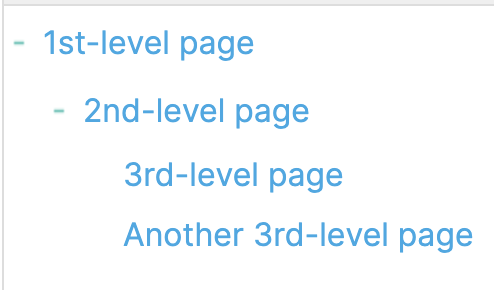 - 1st-level page
- 2nd-level page
3rd-level page
Another 3rd-level page